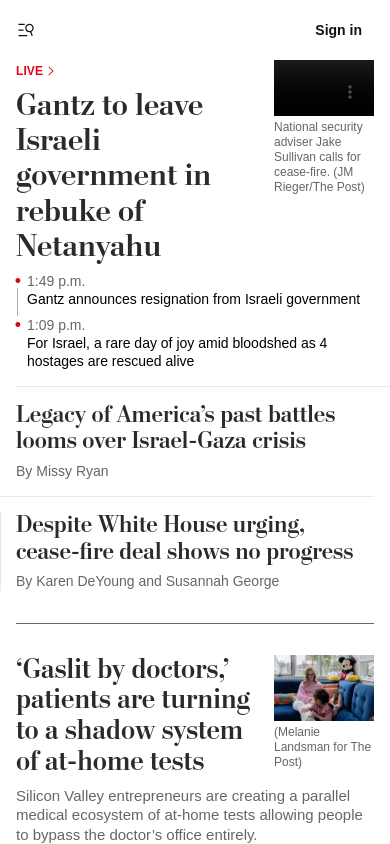 Sign in
LIVE
Gantz to leave
Israeli
government in
rebuke of
Netanyahu
National security
adviser Jake
Sullivan calls for
cease-fire. (JM
Rieger/The Post)
1:49 p.m.
Gantz announces resignation from Israeli government
1:09 p.m.
For Israel, a rare day of joy amid bloodshed as 4
hostages are rescued alive
Legacy of America’s past battles
looms over Israel-Gaza crisis
By Missy Ryan
Despite White House urging,
cease-fire deal shows no progress
By Karen DeYoung and Susannah George
‘Gaslit by doctors,’
patients are turning
to a shadow system
of at-home tests
(Melanie
Landsman for The
Post)
Silicon Valley entrepreneurs are creating a parallel
medical ecosystem of at-home tests allowing people
to bypass the doctor’s office entirely.